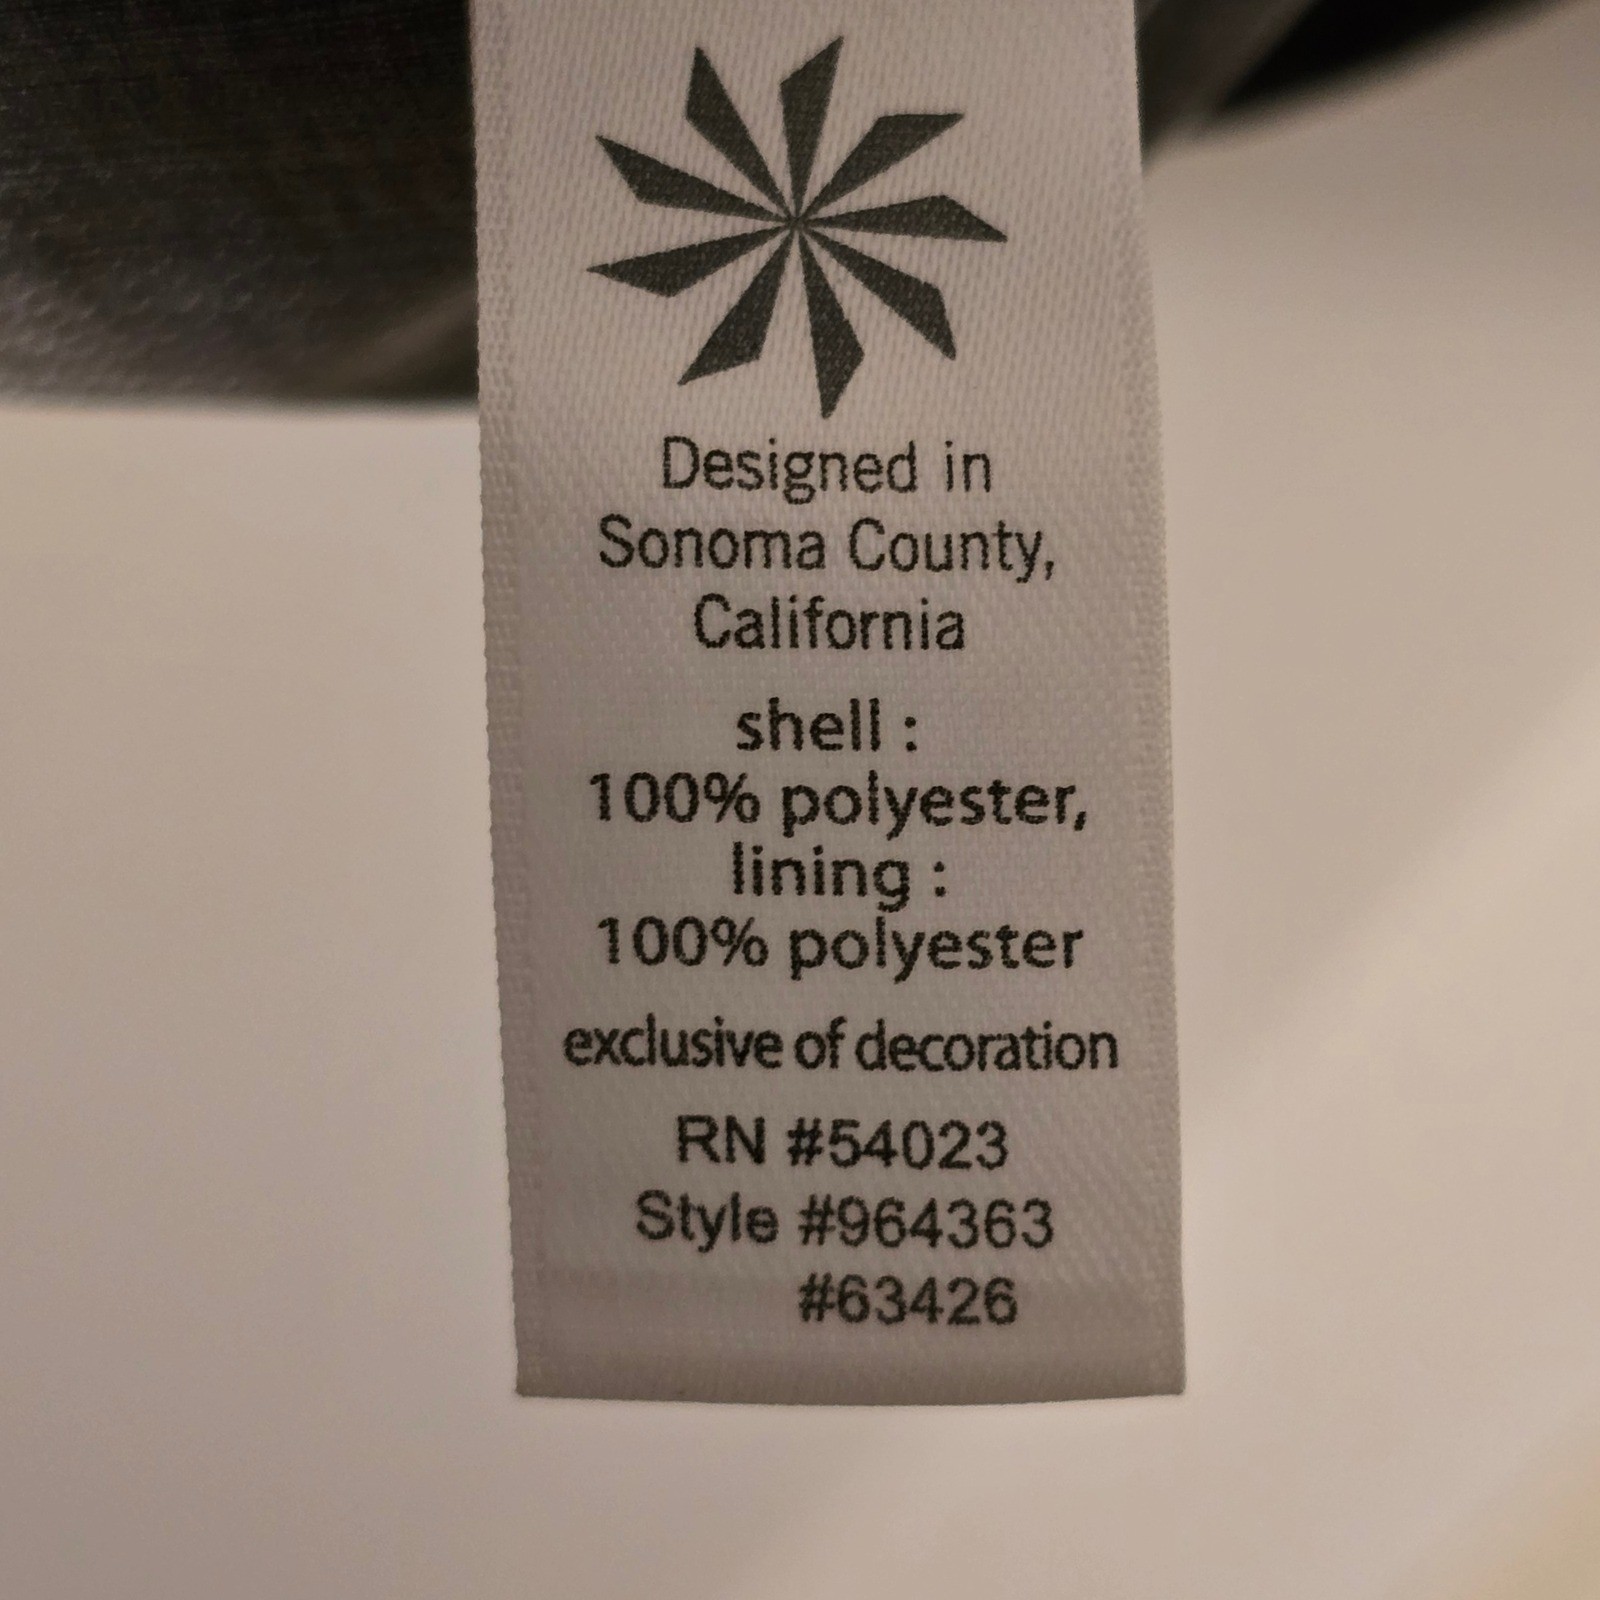 Designed in
Sonoma County,
California
shell :
100% polyester,
lining :
100% polyester
exclusive of decoration
RN #54023
Style #964363
#63426